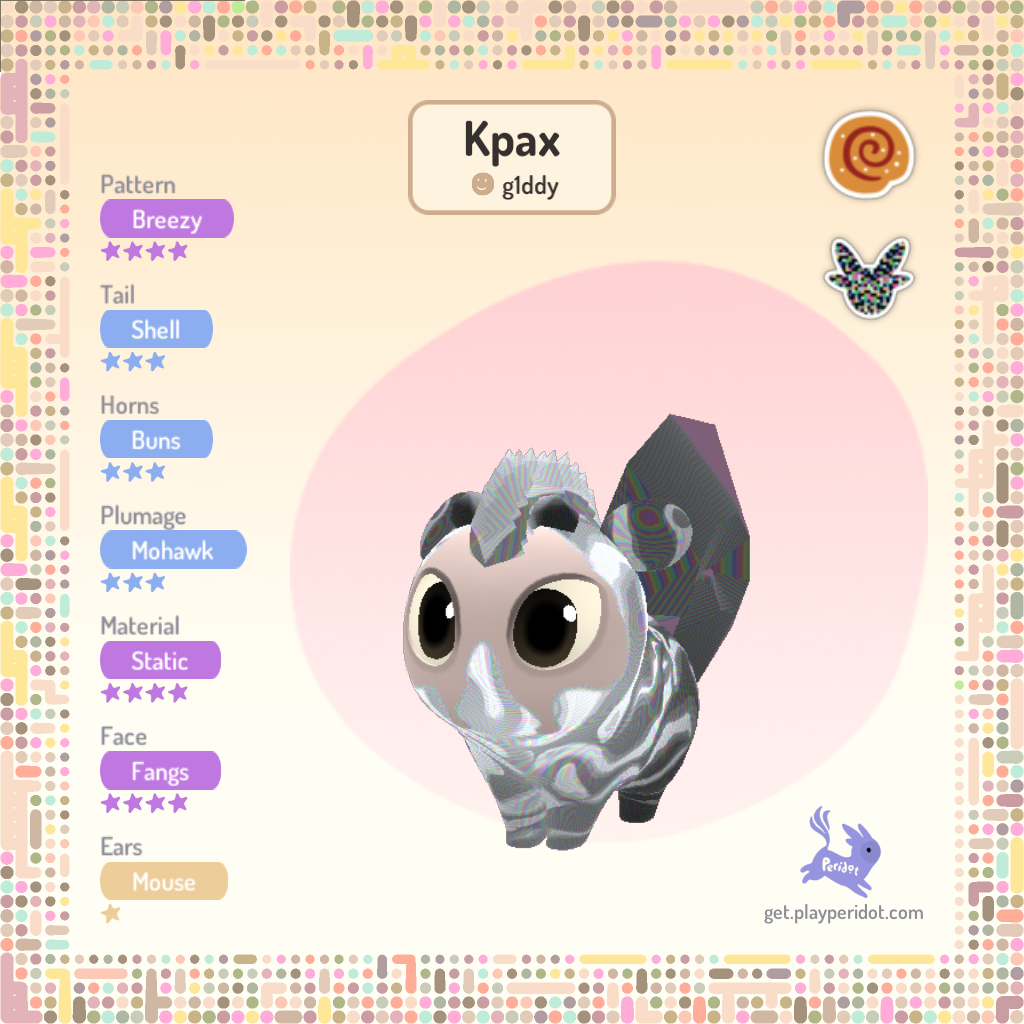 Kpax
g1ddy
Pattern
Breezy
Tail
Shell
Horns
Buns
Plumage
Mohawk
Material
Static
Face
Fangs
Ears
Mouse
Peridot
get.playperidot.com